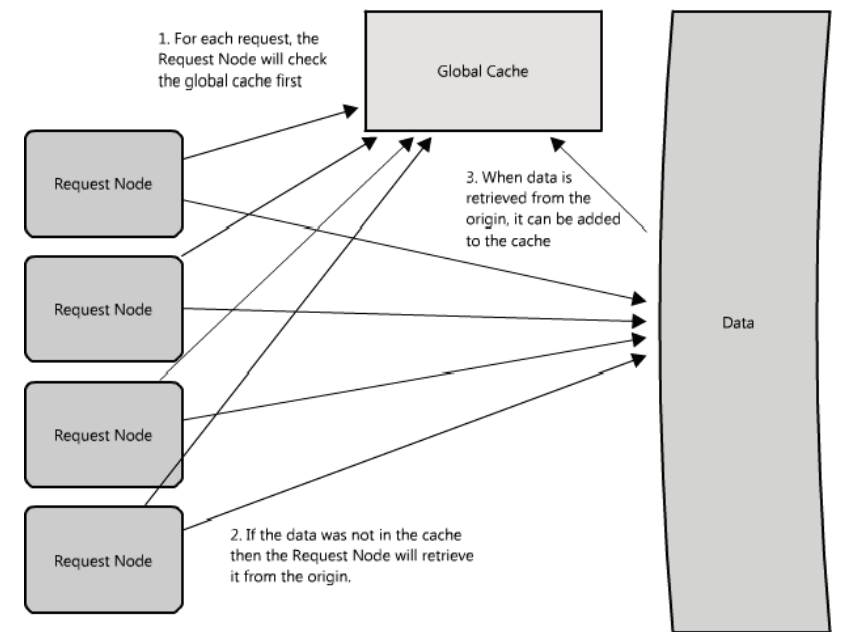 1. For each request, the
Request Node will check
the global cache first
Global Cache
Request Node
3. When data is
retrieved from the
origin, it can be added
to the cache
Request Node
Data
Request Node
2. If the data was not in the cache
then the Request Node will retrieve
it from the origin.
Request Node